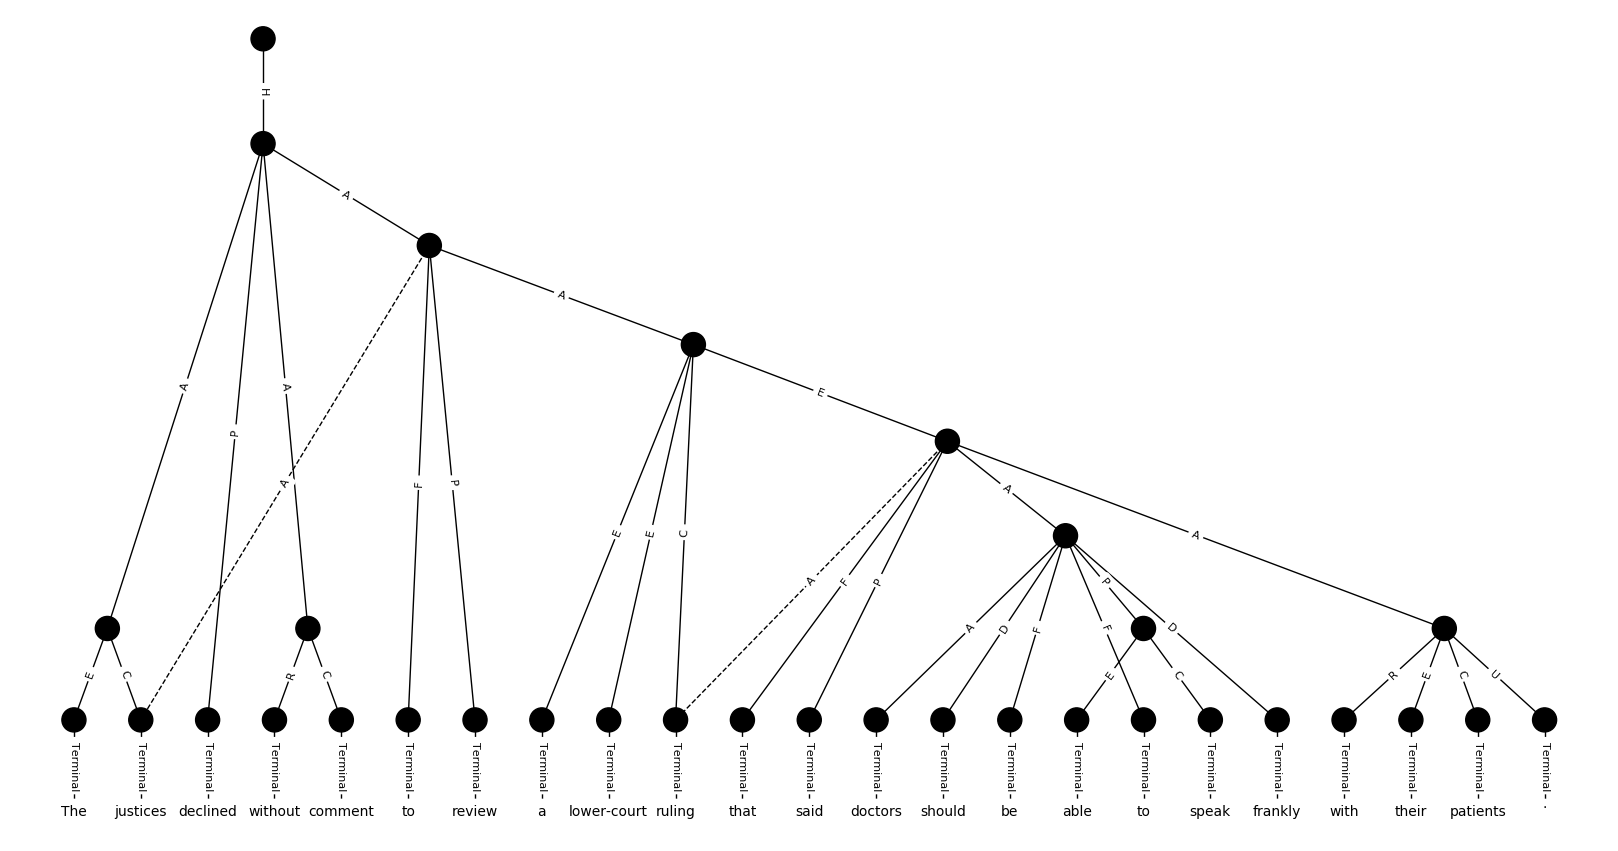 H
A
A
A
P
A
E
A
A
F
P
A
E
E
C
A
F
P
P
A
D
F
F
D
E
C
R
C
E
C
R
E
C
U
Terminal Terminal Terminal Terminal Terminal Terminal Terminal Terminal Terminal Terminal Terminal Terminal Terminal Terminal Terminal Terminal Terminal Terminal Terminal Terminal Terminal Terminal Terminal
The justices declined without comment to review a lower-court ruling that said doctors should be able to speak frankly with their patients .